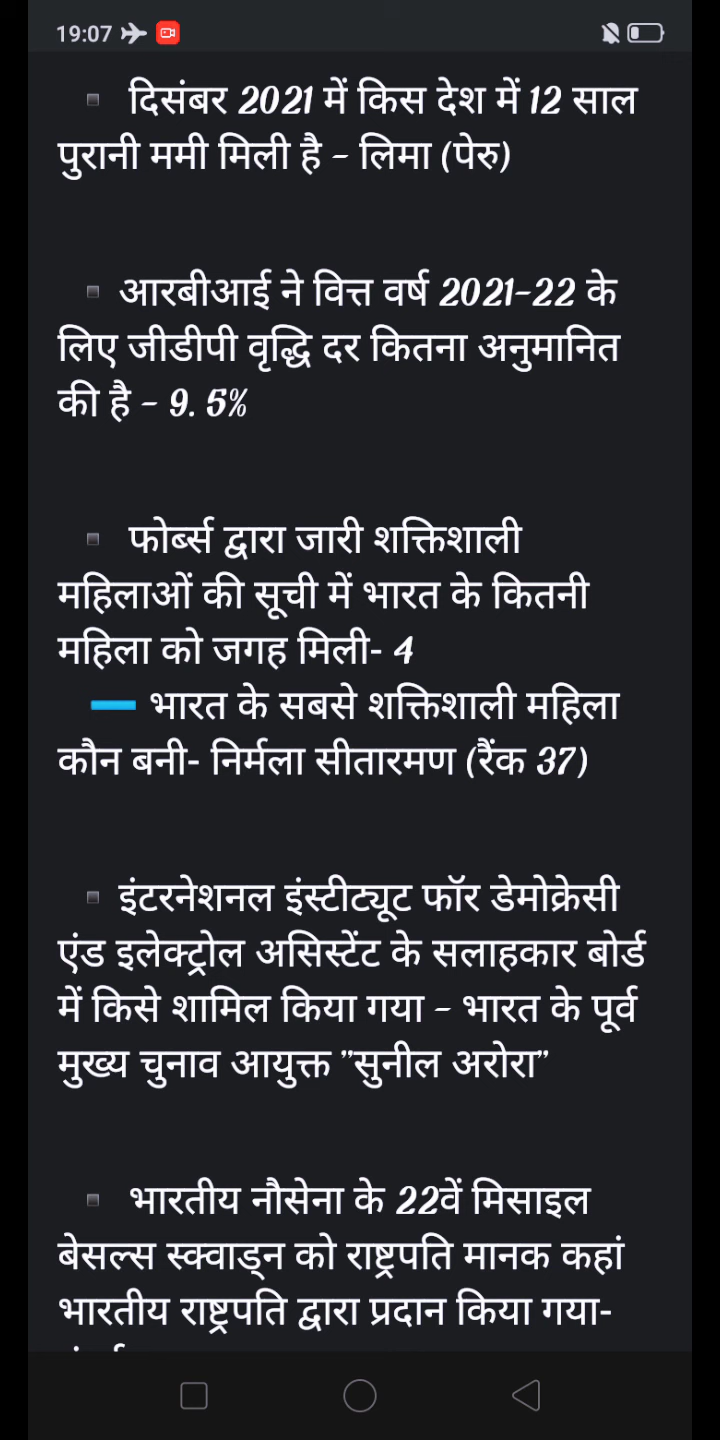 19:07
▪ दिसंबर 2021 में किस देश में 12 साल
पुरानी ममी मिली है - लिमा (पेरु)
▪ आरबीआई ने वित्त वर्ष 2021-22 के
लिए जीडीपी वृद्धि दर कितना अनुमानित
की है - 9. 5%
▪ फोर्ब्स द्वारा जारी शक्तिशाली
महिलाओं की सूची में भारत के कितनी
महिला को जगह मिली- 4
➖ भारत के सबसे शक्तिशाली महिला
कौन बनी- निर्मला सीतारमण (रैंक 37)
▪ इंटरनेशनल इंस्टीट्यूट फॉर डेमोक्रेसी
एंड इलेक्ट्रोल असिस्टेंट के सलाहकार बोर्ड
में किसे शामिल किया गया - भारत के पूर्व
मुख्य चुनाव आयुक्त "सुनील अरोरा"
▪ भारतीय नौसेना के 22वें मिसाइल
बेसल्स स्क्वाड्न को राष्ट्रपति मानक कहां
भारतीय राष्ट्रपति द्वारा प्रदान किया गया-